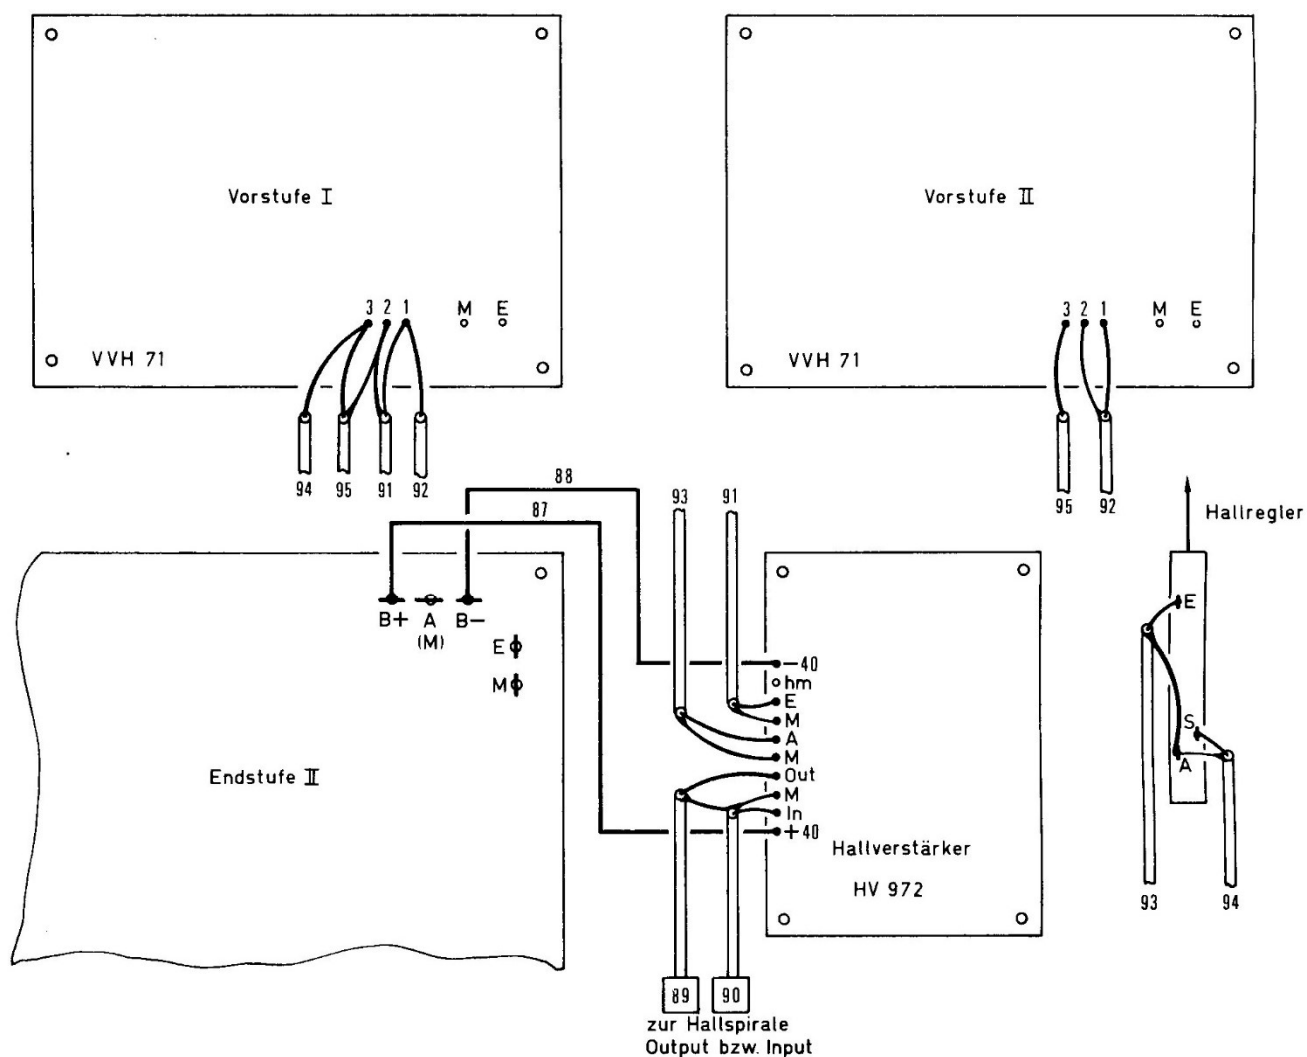 Vorstufe I
3 2 1 M E
VVH 71
94 95 91 92
Vorstufe II
3 2 1 M E
VVH 71
95 92
88
87
93 91
Hallregler
B+ A B-
(M)
E
M
Endstufe II
-40
hm
E
M
A
M
Out
M
In
+40
Hallverstärker
HV 972
E
S
A
93 94
89 90
zur Hallspirale
Output bzw. Input